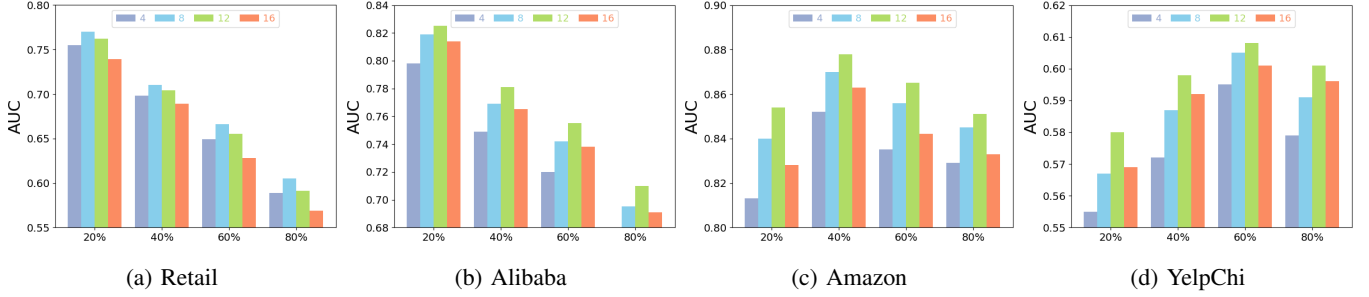 4 8 12 16
AUC
0.80
0.75
0.70
0.65
0.60
0.55
20% 40% 60% 80%
(a) Retail
4 8 12 16
AUC
0.84
0.82
0.80
0.78
0.76
0.74
0.72
0.70
0.68
20% 40% 60% 80%
(b) Alibaba
4 8 12 16
AUC
0.90
0.88
0.86
0.84
0.82
0.80
20% 40% 60% 80%
(c) Amazon
4 8 12 16
AUC
0.62
0.61
0.60
0.59
0.58
0.57
0.56
0.55
20% 40% 60% 80%
(d) YelpChi